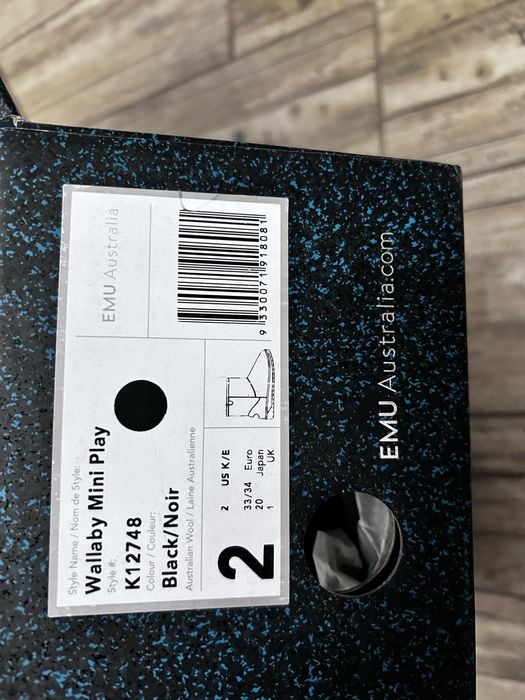 Style Name / Nom de Style:
Wallaby Mini Play
EMU Australia
Style #:
K12748
Colour / Couleur:
Black/Noir
Australian Wool / Laine Australienne
9 330071 918081
2
2 US K/E
33/34 Euro
20 Japan
1 UK
EMU Australia.com